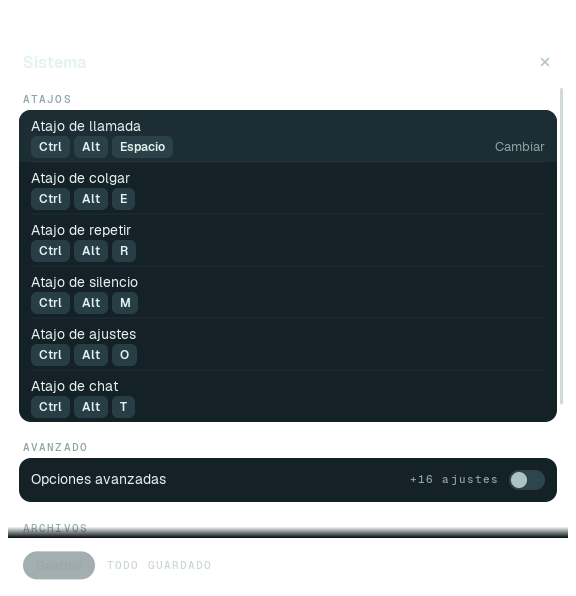 Sistema ✕
ATAJOS
Atajo de llamada
Ctrl Alt Espacio Cambiar
Atajo de colgar
Ctrl Alt E
Atajo de repetir
Ctrl Alt R
Atajo de silencio
Ctrl Alt M
Atajo de ajustes
Ctrl Alt O
Atajo de chat
Ctrl Alt T
AVANZADO
Opciones avanzadas +16 ajustes
ARCHIVOS
Guardar TODO GUARDADO